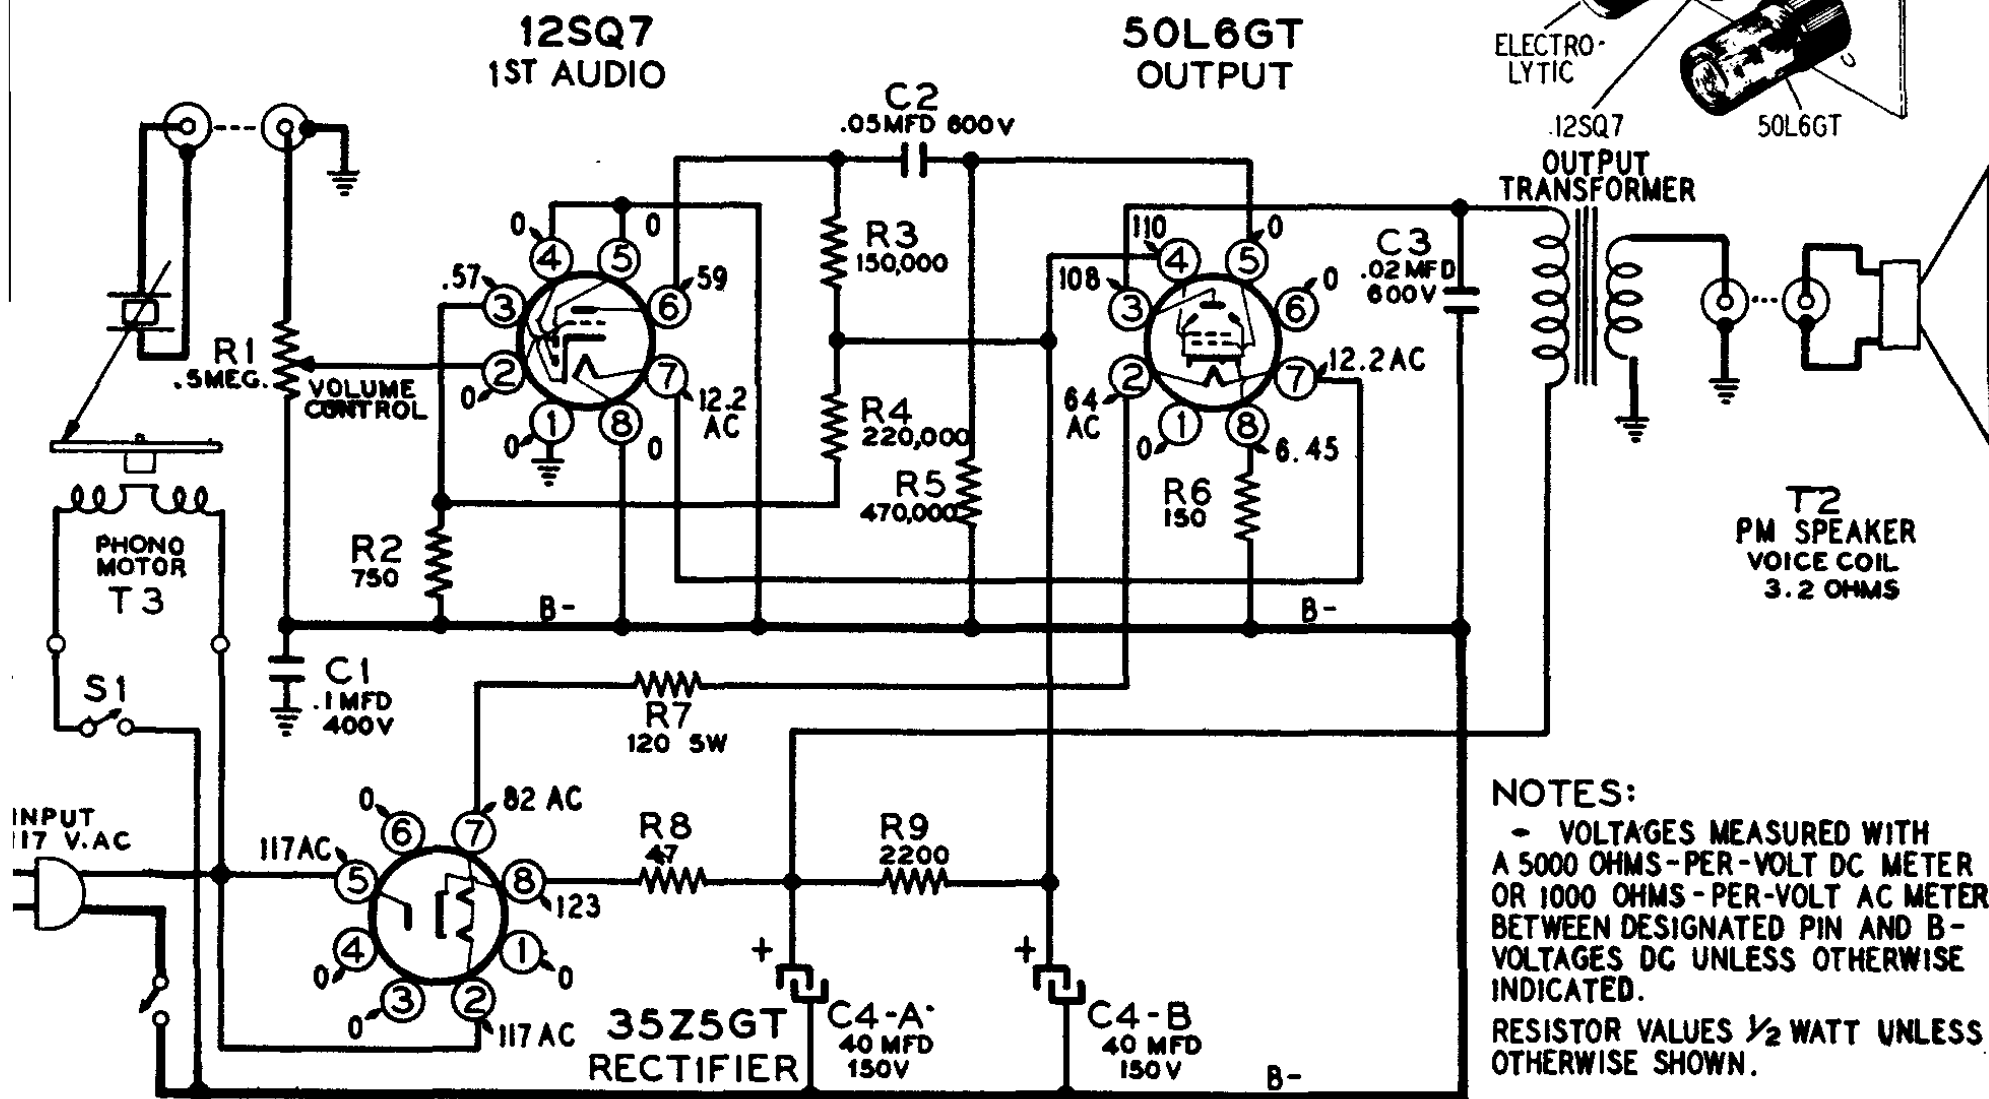 12SQ7
1ST AUDIO
50L6GT
OUTPUT
ELECTRO-
LYTIC
12SQ7
50L6GT
OUTPUT
TRANSFORMER
C2
.05MFD 600V
4
0
5
0
3
.57
6
59
2
0
7
12.2
AC
1
0
8
0
R1
.5MEG.
VOLUME
CONTROL
R3
150,000
R4
220,000
R5
470,000
4
110
5
0
3
108
6
0
2
64
AC
7
12.2 AC
1
0
8
6.45
C3
.02 MFD
600V
R6
150
R2
750
PHONO
MOTOR
T3
T2
PM SPEAKER
VOICE COIL
3.2 OHMS
B-
B-
S1
C1
.1MFD
400V
R7
120 5W
INPUT
117 V.AC
6
0
7
82 AC
5
117AC
8
123
4
0
1
0
3
0
2
117AC
35Z5GT
RECTIFIER
R8
47
R9
2200
+
C4-A
40 MFD
150V
+
C4-B
40 MFD
150V
B-
NOTES:
- VOLTAGES MEASURED WITH
A 5000 OHMS-PER-VOLT DC METER
OR 1000 OHMS-PER-VOLT AC METER
BETWEEN DESIGNATED PIN AND B-
VOLTAGES DC UNLESS OTHERWISE
INDICATED.
RESISTOR VALUES ½ WATT UNLESS
OTHERWISE SHOWN.